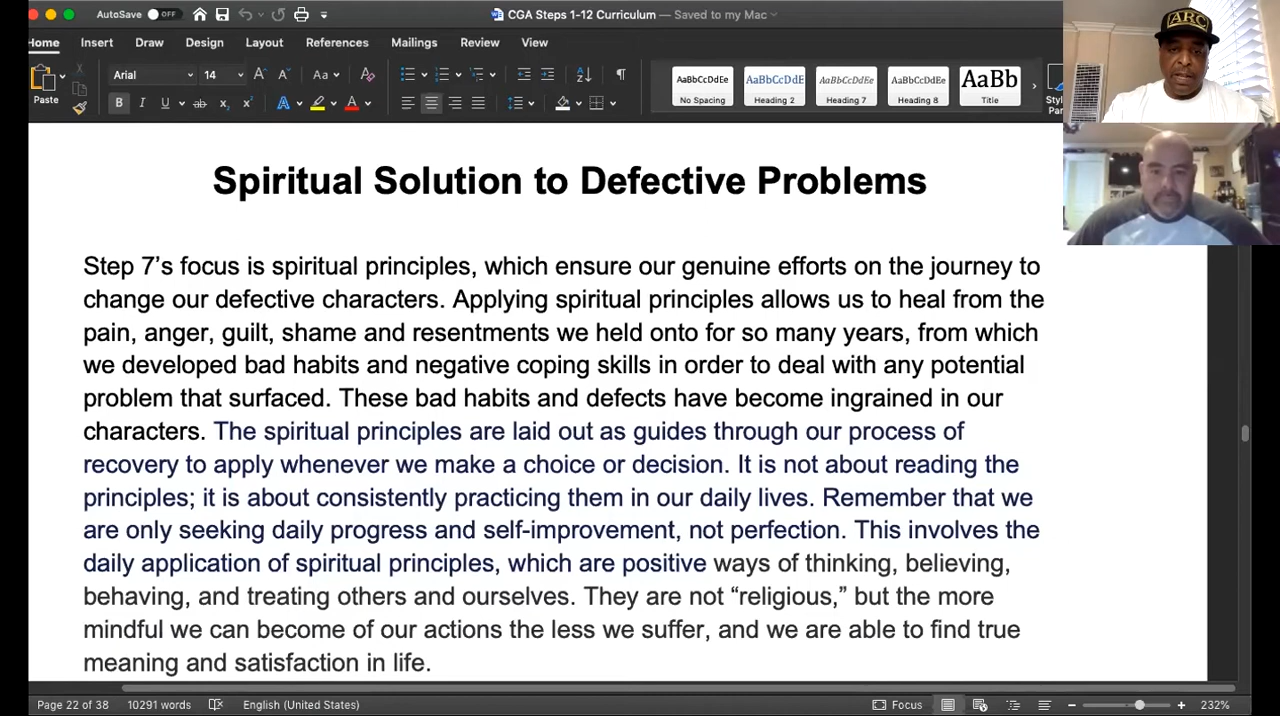 AutoSave OFF
CGA Steps 1-12 Curriculum — Saved to my Mac
Home Insert Draw Design Layout References Mailings Review View
Arial 14
Paste
AaBbCcDdEe AaBbCcDdE AaBbCcDdEe AaBbCcDdEe AaBb
No Spacing Heading 2 Heading 7 Heading 8 Title
ARC
Spiritual Solution to Defective Problems
Step 7’s focus is spiritual principles, which ensure our genuine efforts on the journey to
change our defective characters. Applying spiritual principles allows us to heal from the
pain, anger, guilt, shame and resentments we held onto for so many years, from which
we developed bad habits and negative coping skills in order to deal with any potential
problem that surfaced. These bad habits and defects have become ingrained in our
characters. The spiritual principles are laid out as guides through our process of
recovery to apply whenever we make a choice or decision. It is not about reading the
principles; it is about consistently practicing them in our daily lives. Remember that we
are only seeking daily progress and self-improvement, not perfection. This involves the
daily application of spiritual principles, which are positive ways of thinking, believing,
behaving, and treating others and ourselves. They are not “religious,” but the more
mindful we can become of our actions the less we suffer, and we are able to find true
meaning and satisfaction in life.
Page 22 of 38 10291 words English (United States) Focus 232%